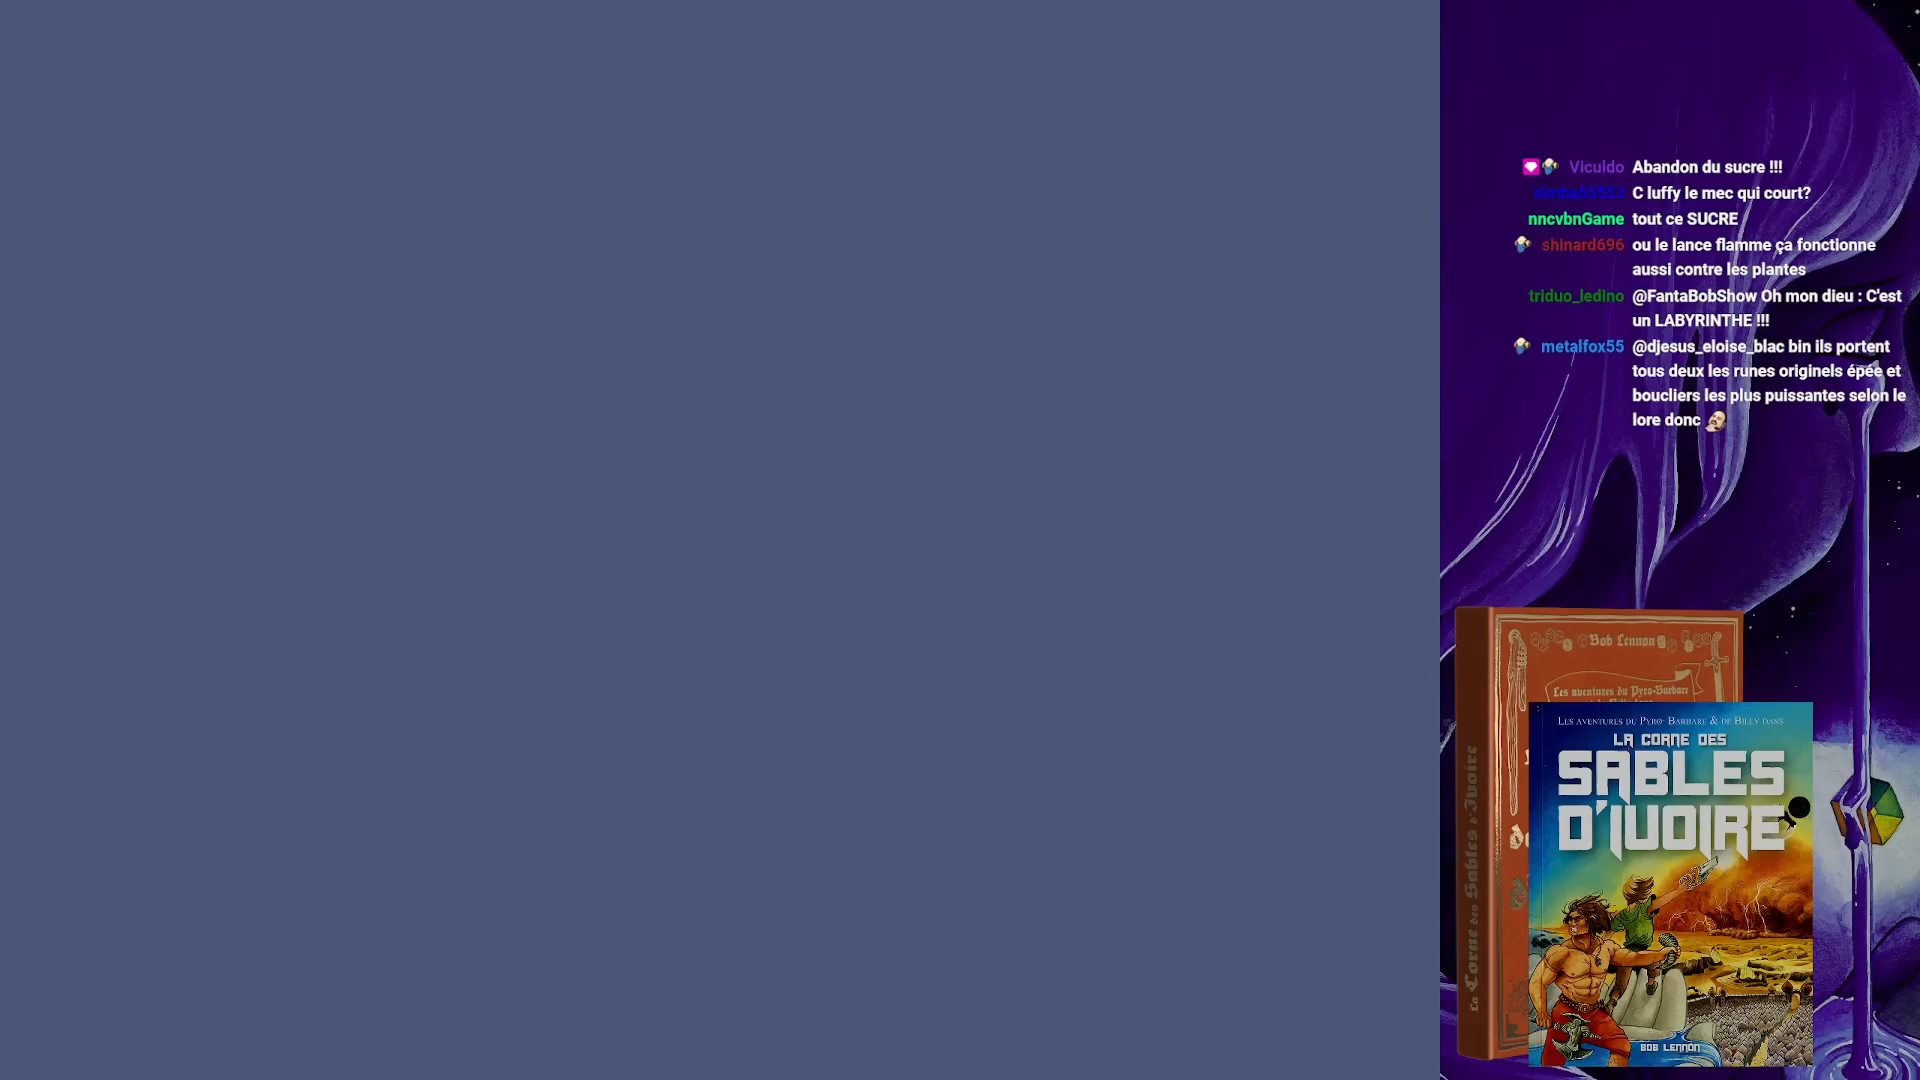 Viculdo Abandon du sucre !!!
simba55553 C luffy le mec qui court?
nncvbnGame tout ce SUCRE
shinard696 ou le lance flamme ça fonctionne
aussi contre les plantes
triduo_ledino @FantaBobShow Oh mon dieu : C'est
un LABYRINTHE !!!
metalfox55 @djesus_eloise_blac bin ils portent
tous deux les runes originels épée et
boucliers les plus puissantes selon le
lore donc
Bob Lennon
Les aventures du Pyro-Barbare
La Corne des Sables d'Ivoire
Les aventures du Pyro-Barbare & de Billy dans
LA CORNE DES
SABLES
D'IVOIRE
BOB LENNON